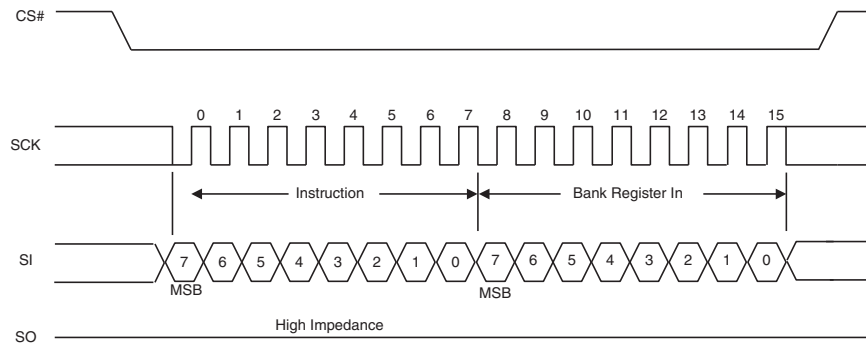 CS#
0 1 2 3 4 5 6 7 8 9 10 11 12 13 14 15
SCK
Instruction Bank Register In
SI 7 6 5 4 3 2 1 0 7 6 5 4 3 2 1 0
MSB MSB
High Impedance
SO